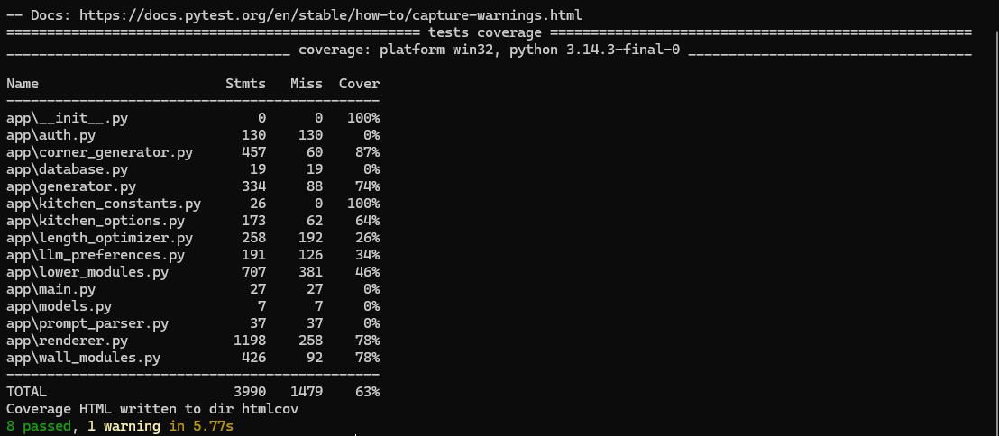 -- Docs: https://docs.pytest.org/en/stable/how-to/capture-warnings.html
=================================================== tests coverage ====================================================
___________________________________ coverage: platform win32, python 3.14.3-final-0 ___________________________________
Name                           Stmts   Miss  Cover
----------------------------------------------
app\__init__.py                    0      0   100%
app\auth.py                      130    130     0%
app\corner_generator.py          457     60    87%
app\database.py                   19     19     0%
app\generator.py                 334     88    74%
app\kitchen_constants.py          26      0   100%
app\kitchen_options.py           173     62    64%
app\length_optimizer.py          258    192    26%
app\llm_preferences.py           191    126    34%
app\lower_modules.py             707    381    46%
app\main.py                       27     27     0%
app\models.py                      7      7     0%
app\prompt_parser.py              37     37     0%
app\renderer.py                 1198    258    78%
app\wall_modules.py              426     92    78%
----------------------------------------------
TOTAL                           3990   1479    63%
Coverage HTML written to dir htmlcov
8 passed, 1 warning in 5.77s